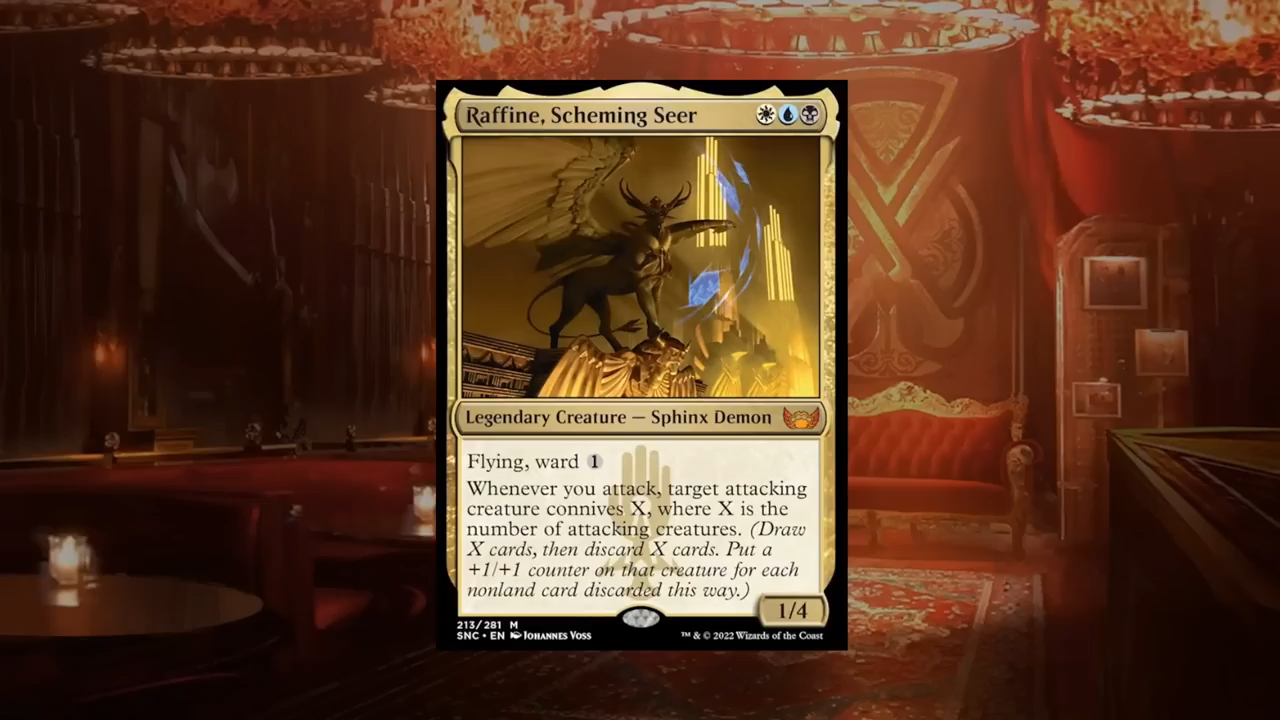 Raffine, Scheming Seer
Legendary Creature — Sphinx Demon
Flying, ward 1
Whenever you attack, target attacking
creature connives X, where X is the
number of attacking creatures. (Draw
X cards, then discard X cards. Put a
+1/+1 counter on that creature for each
nonland card discarded this way.)
1/4
213/281 M
SNC • EN Johannes Voss
™ & © 2022 Wizards of the Coast